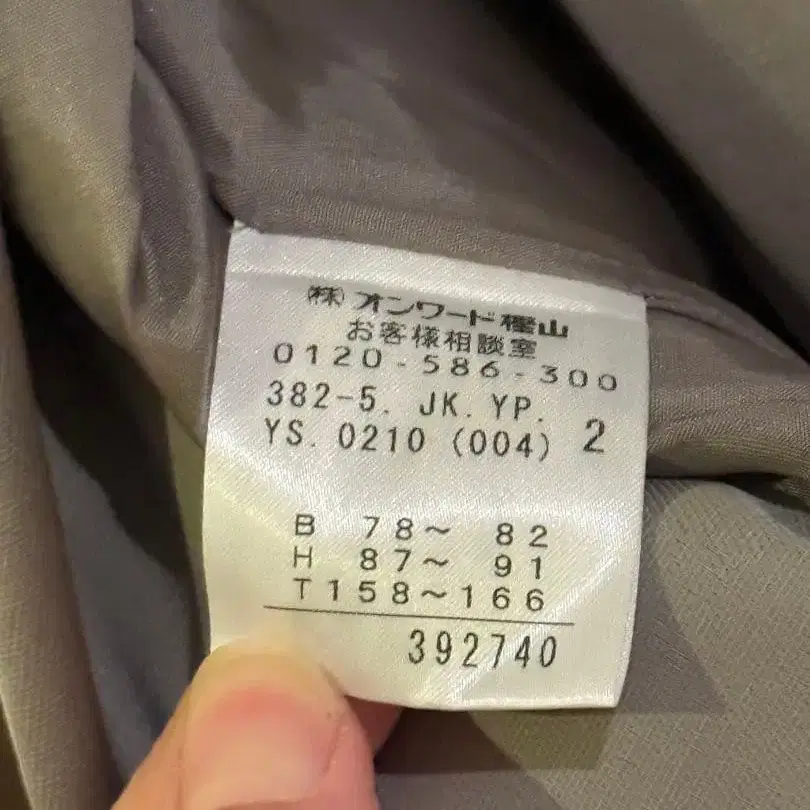 ㈱オンワード樫山
お客様相談室
0120-586-300
382-5. JK. YP.
YS. 0210 (004) 2
B 78～ 82
H 87～ 91
T158～166
392740